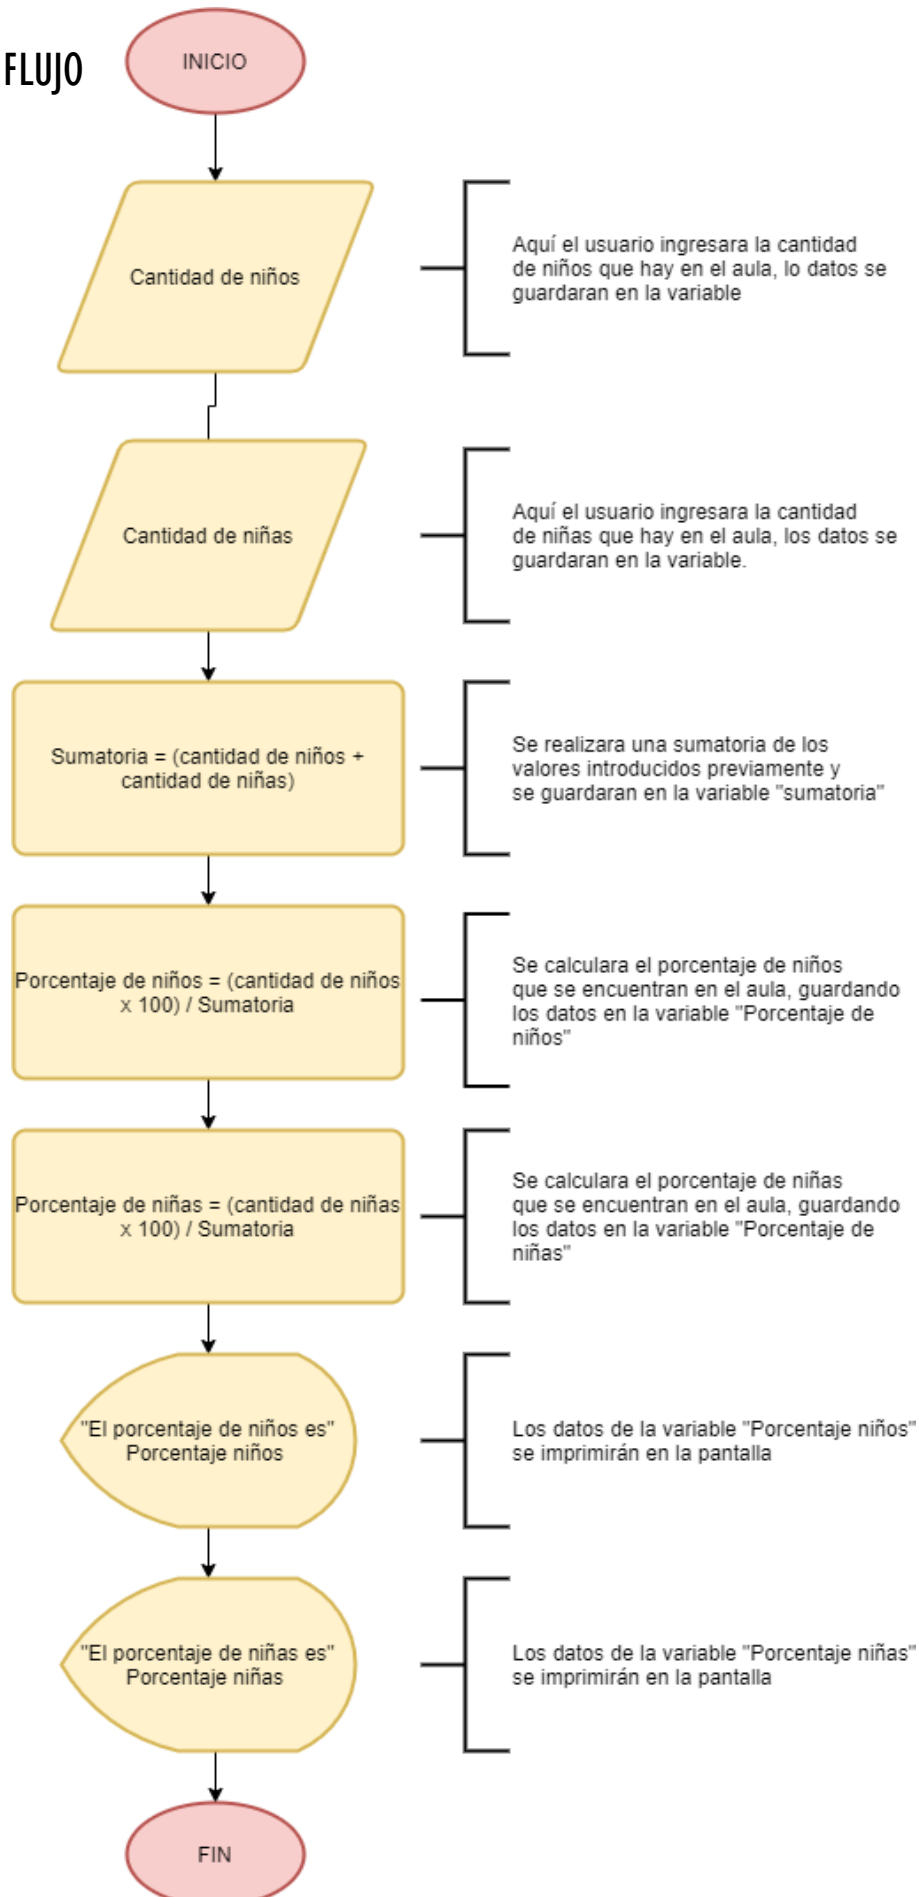 FLUJO
INICIO
Cantidad de niños
Aquí el usuario ingresara la cantidad
de niños que hay en el aula, lo datos se
guardaran en la variable
Cantidad de niñas
Aquí el usuario ingresara la cantidad
de niñas que hay en el aula, los datos se
guardaran en la variable.
Sumatoria = (cantidad de niños +
cantidad de niñas)
Se realizara una sumatoria de los
valores introducidos previamente y
se guardaran en la variable "sumatoria"
Porcentaje de niños = (cantidad de niños
x 100) / Sumatoria
Se calculara el porcentaje de niños
que se encuentran en el aula, guardando
los datos en la variable "Porcentaje de
niños"
Porcentaje de niñas = (cantidad de niñas
x 100) / Sumatoria
Se calculara el porcentaje de niñas
que se encuentran en el aula, guardando
los datos en la variable "Porcentaje de
niñas"
"El porcentaje de niños es"
Porcentaje niños
Los datos de la variable "Porcentaje niños"
se imprimirán en la pantalla
"El porcentaje de niñas es"
Porcentaje niñas
Los datos de la variable "Porcentaje niñas"
se imprimirán en la pantalla
FIN